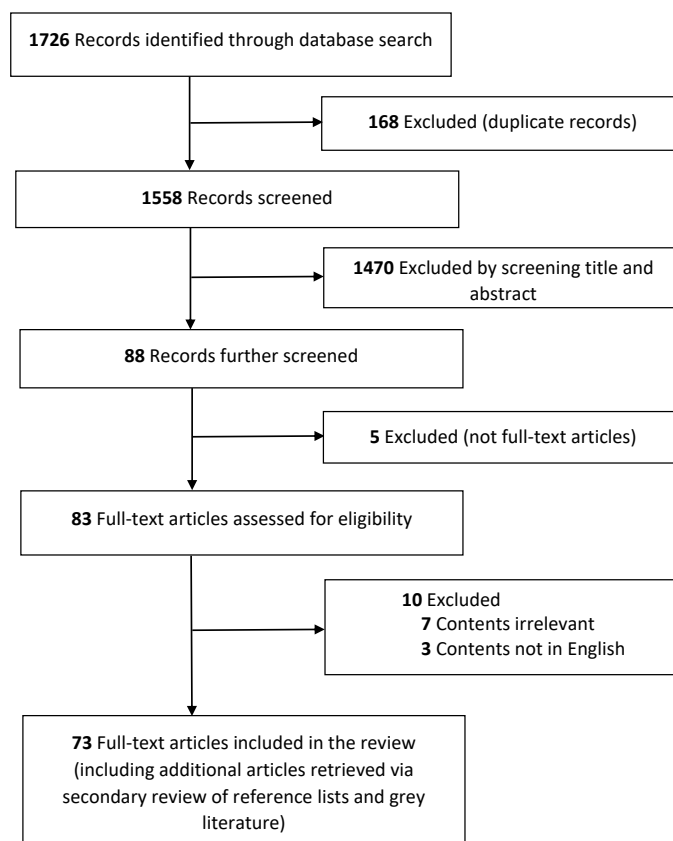 1726 Records identified through database search
168 Excluded (duplicate records)
1558 Records screened
1470 Excluded by screening title and
abstract
88 Records further screened
5 Excluded (not full-text articles)
83 Full-text articles assessed for eligibility
10 Excluded
7 Contents irrelevant
3 Contents not in English
73 Full-text articles included in the review
(including additional articles retrieved via
secondary review of reference lists and grey
literature)